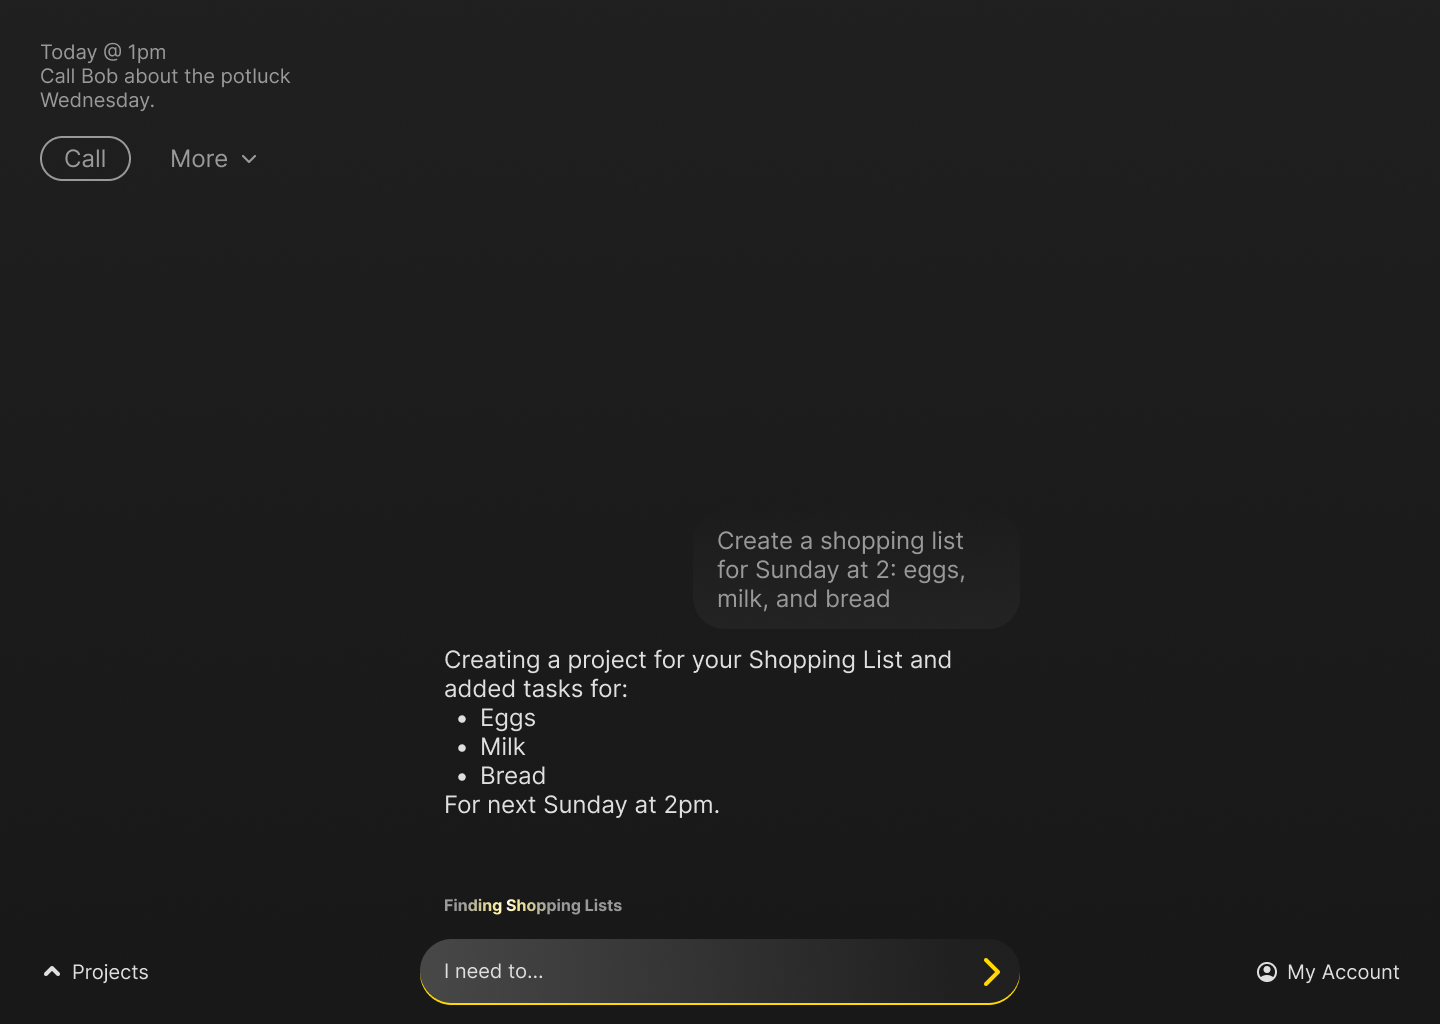 Today @ 1pm
Call Bob about the potluck
Wednesday.
Call
More
Create a shopping list
for Sunday at 2: eggs,
milk, and bread
Creating a project for your Shopping List and
added tasks for:
• Eggs
• Milk
• Bread
For next Sunday at 2pm.
Finding Shopping Lists
Projects
I need to...
My Account